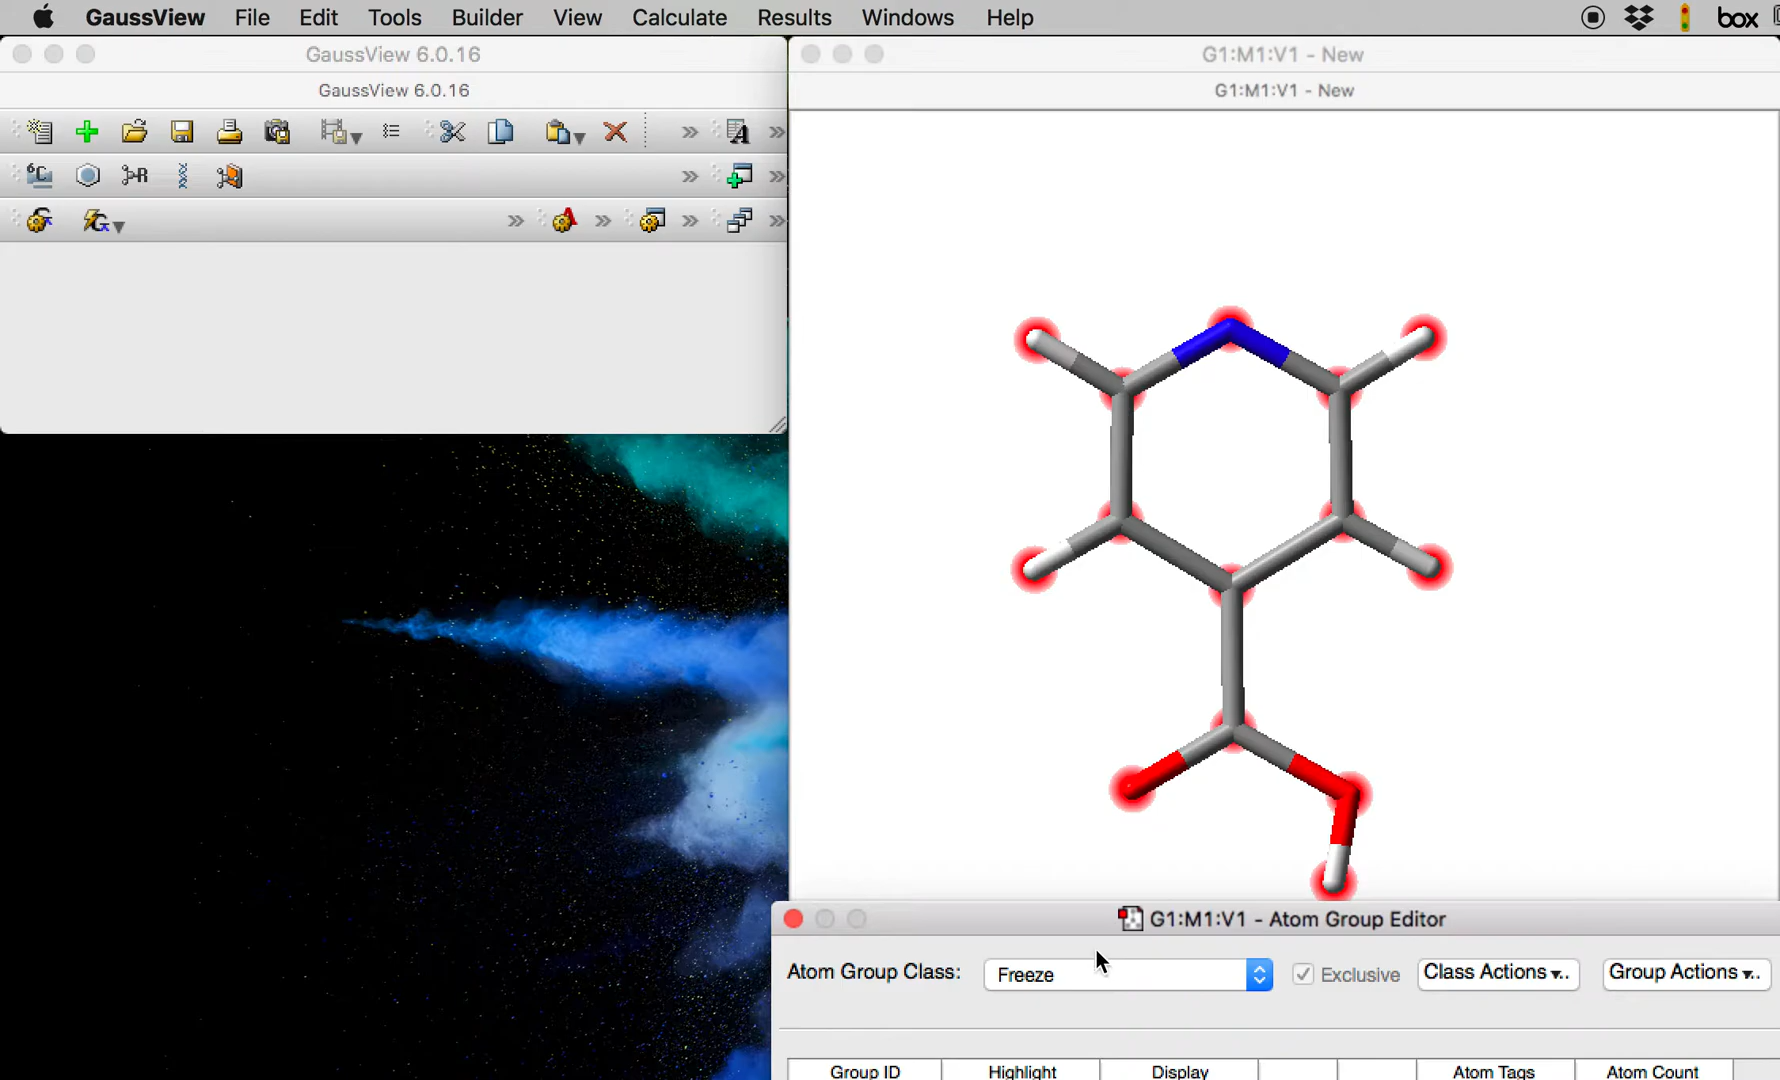 GaussView File Edit Tools Builder View Calculate Results Windows Help box
GaussView 6.0.16
GaussView 6.0.16
G1:M1:V1 - New
G1:M1:V1 - New
G1:M1:V1 - Atom Group Editor
Atom Group Class: Freeze Exclusive Class Actions Group Actions
Group ID Highlight Display Atom Tags Atom Count